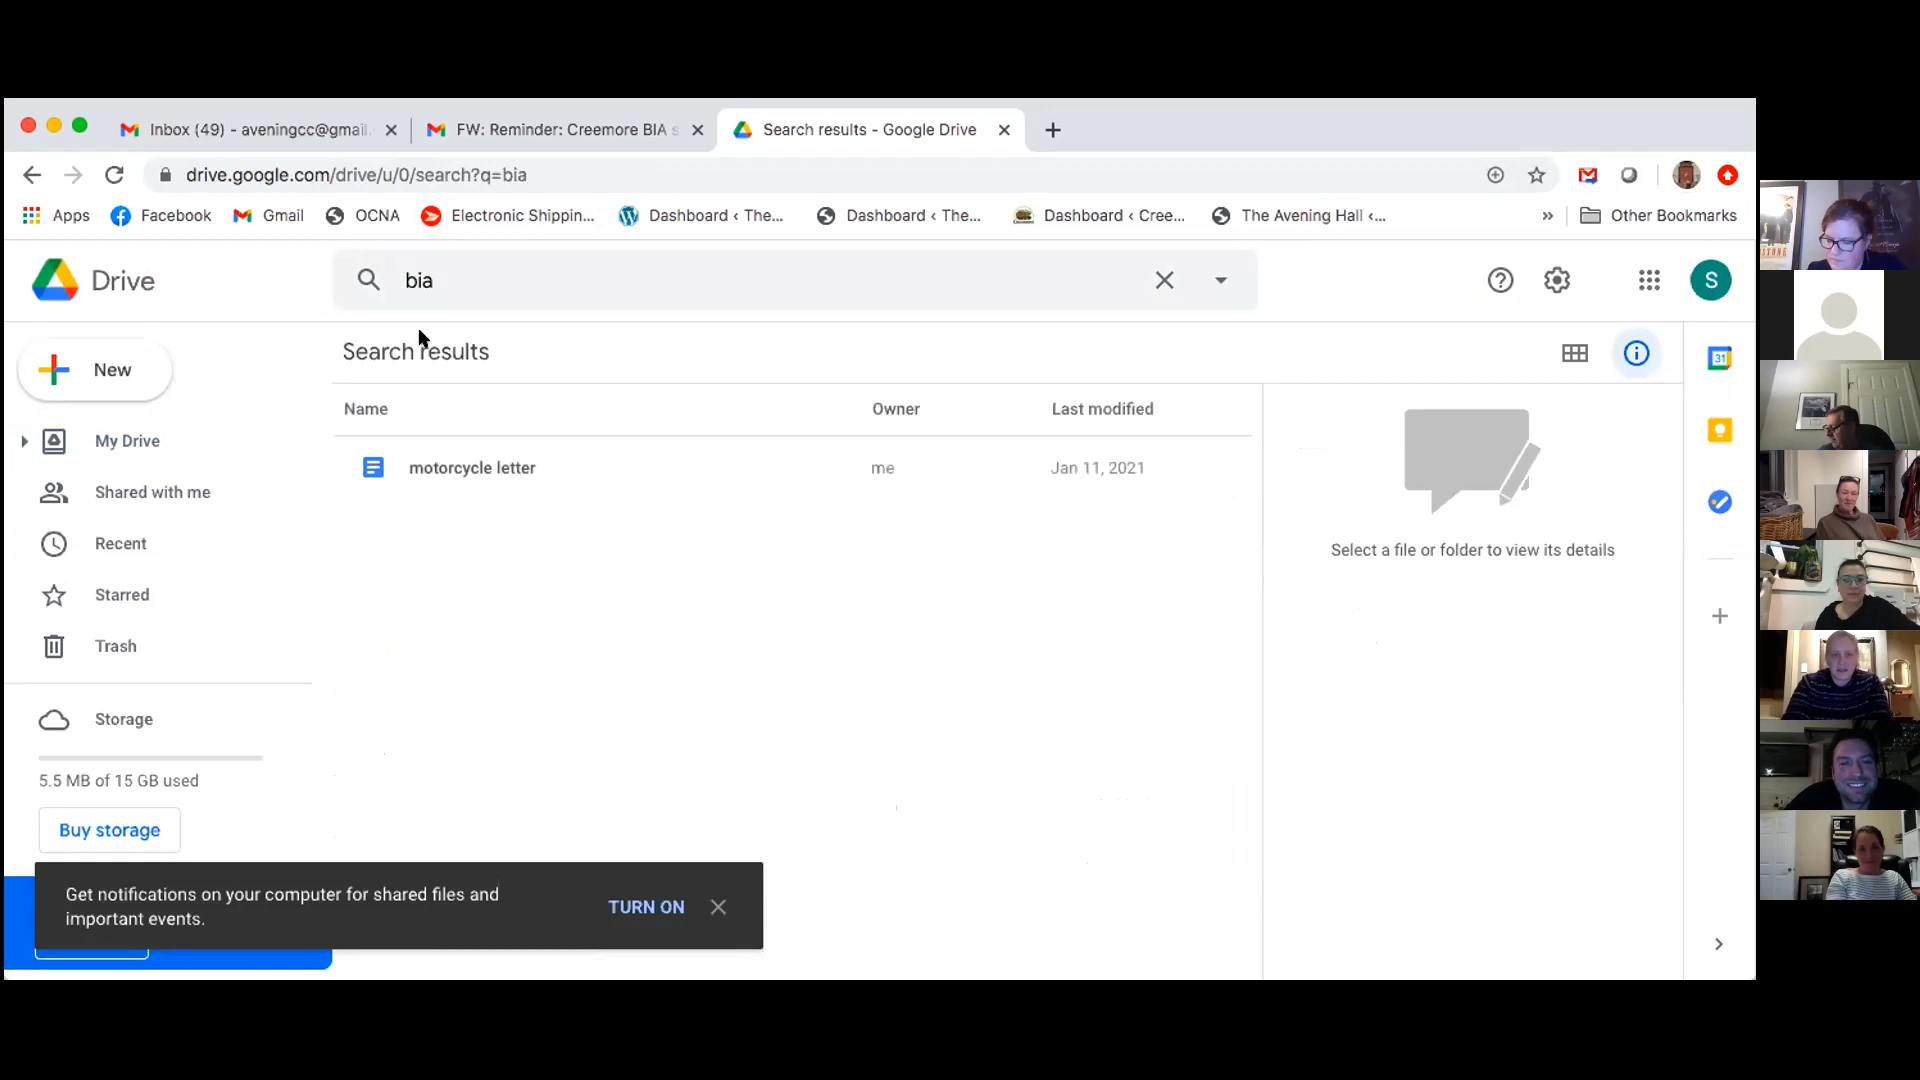 Inbox (49) - aveningcc@gmail.
FW: Reminder: Creemore BIA s
Search results - Google Drive
drive.google.com/drive/u/0/search?q=bia
Apps
Facebook
Gmail
OCNA
Electronic Shippin...
Dashboard ‹ The...
Dashboard ‹ The...
Dashboard ‹ Cree...
The Avening Hall ‹...
»
Other Bookmarks
Drive
bia
S
New
Search results
31
My Drive
Shared with me
Recent
Starred
Trash
Storage
5.5 MB of 15 GB used
Buy storage
Name Owner Last modified
motorcycle letter me Jan 11, 2021
Select a file or folder to view its details
Get notifications on your computer for shared files and
important events.
TURN ON